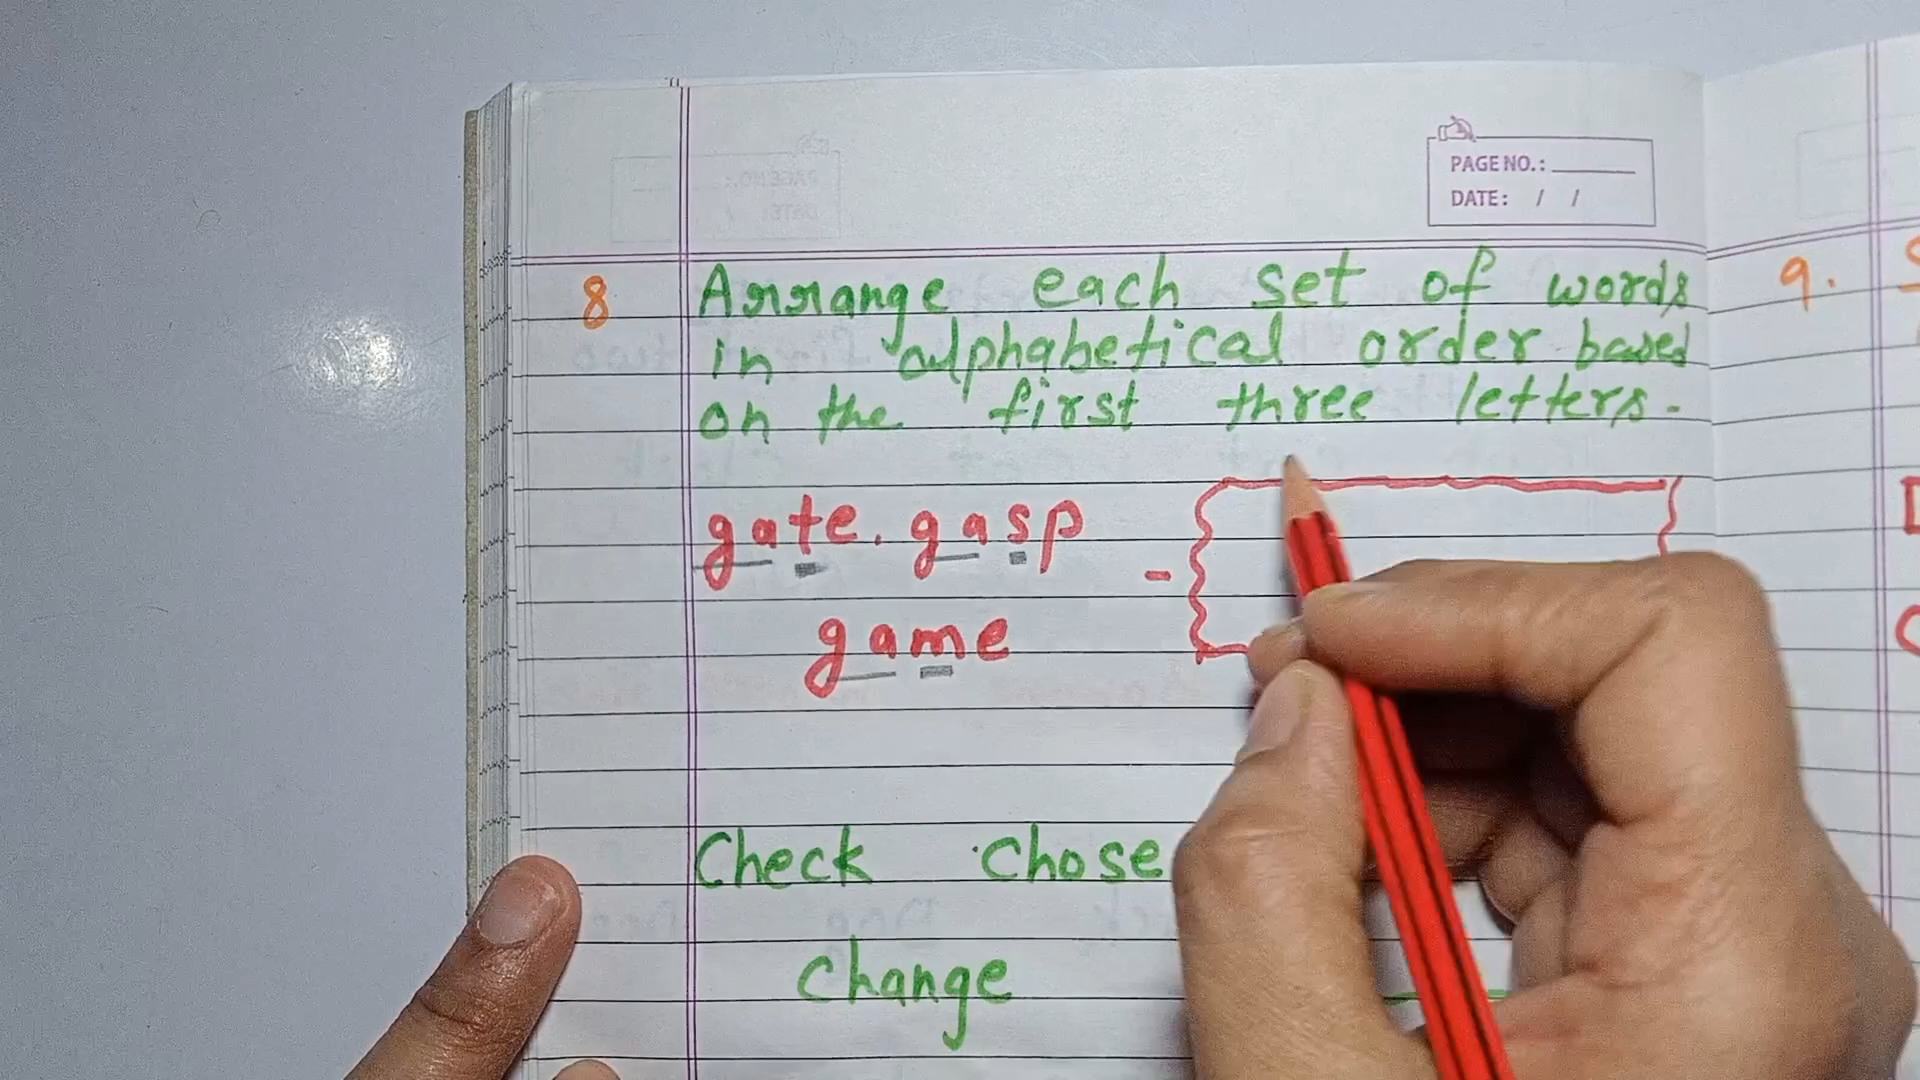 PAGE NO.:
DATE: / /
8 Arrange each set of words
in alphabetical order based
on the first three letters.
gate. gasp
-
game
Check Chose
Change
9.